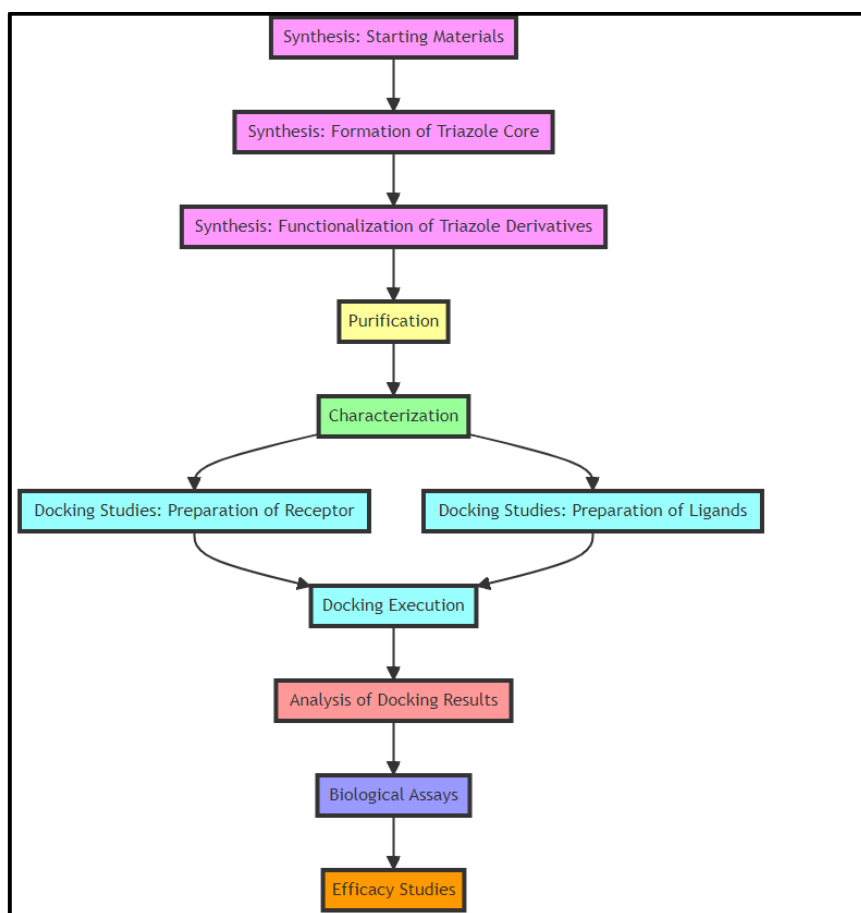 Synthesis: Starting Materials
Synthesis: Formation of Triazole Core
Synthesis: Functionalization of Triazole Derivatives
Purification
Characterization
Docking Studies: Preparation of Receptor
Docking Studies: Preparation of Ligands
Docking Execution
Analysis of Docking Results
Biological Assays
Efficacy Studies